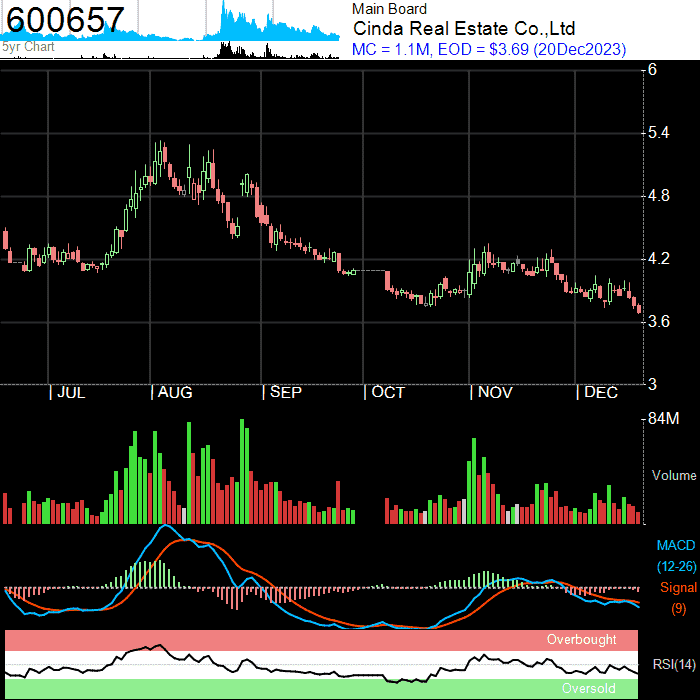 600657
5yr Chart
Main Board
Cinda Real Estate Co.,Ltd
MC = 1.1M, EOD = $3.69 (20Dec2023)
6
5.4
4.8
4.2
3.6
3
JUL AUG SEP OCT NOV DEC
84M
Volume
MACD
(12-26)
Signal
(9)
Overbought
RSI(14)
Oversold